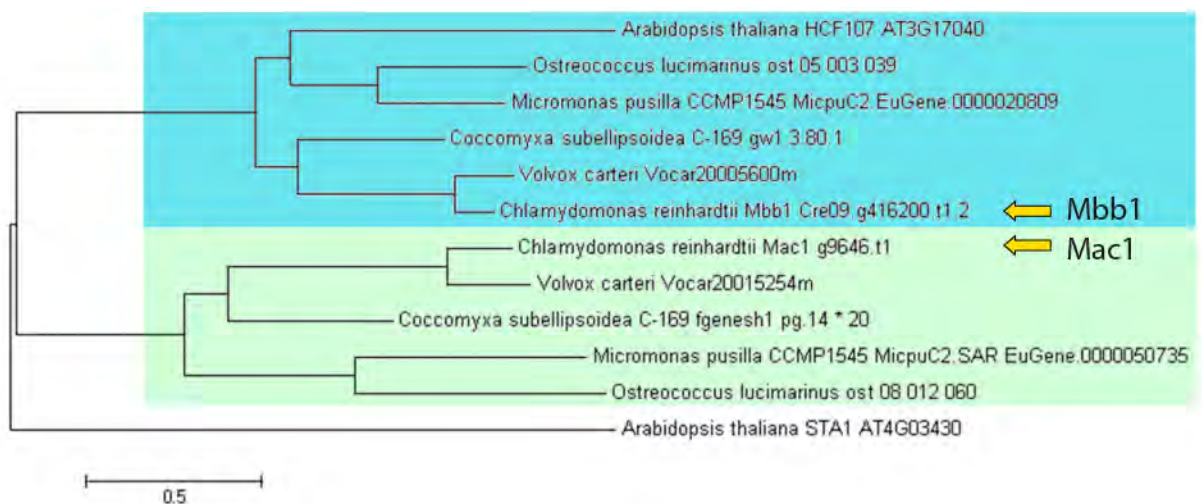 Arabidopsis thaliana HCF107 AT3G17040
Ostreococcus lucimarinus ost 05 003 039
Micromonas pusilla CCMP1545 MicpuC2.EuGene.0000020809
Coccomyxa subellipsoidea C-169 gw1 3.80.1
Volvox carteri Vocar20005600m
Chlamydomonas reinhardtii Mbb1 Cre09 g416200 t1 2
Mbb1
Chlamydomonas reinhardtii Mac1 g9646.t1
Mac1
Volvox carteri Vocar20015254m
Coccomyxa subellipsoidea C-169 fgenesh1 pg.14 * 20
Micromonas pusilla CCMP1545 MicpuC2.SAR EuGene.0000050735
Ostreococcus lucimarinus ost 08 012 060
Arabidopsis thaliana STA1 AT4G03430
0.5